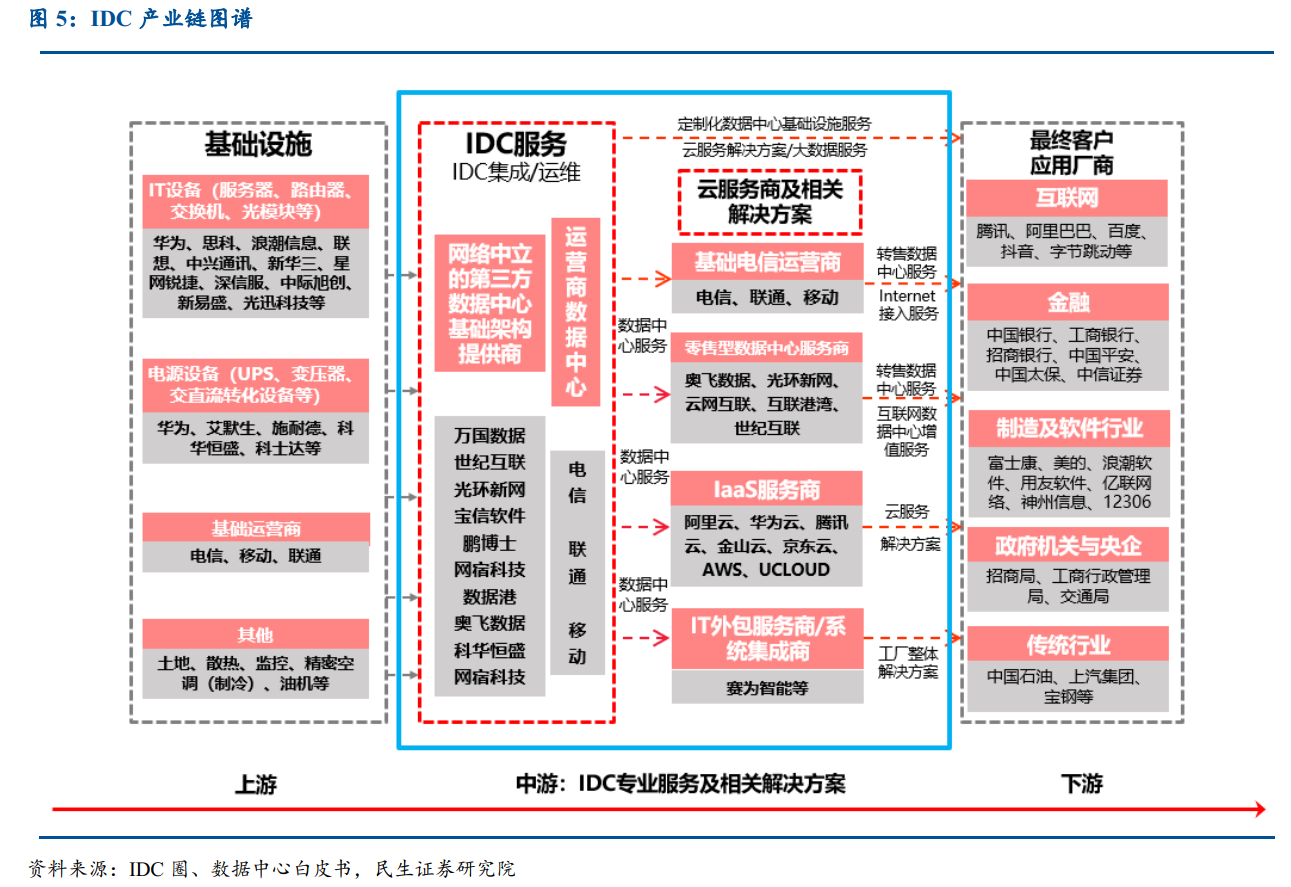 图 5：IDC 产业链图谱
基础设施
IT设备（服务器、路由器、
交换机、光模块等）
华为、思科、浪潮信息、联
想、中兴通讯、新华三、星
网锐捷、深信服、中际旭创、
新易盛、光迅科技等
电源设备（UPS、变压器、
交直流转化设备等）
华为、艾默生、施耐德、科
华恒盛、科士达等
基础运营商
电信、移动、联通
其他
土地、散热、监控、精密空
调（制冷）、油机等
IDC服务
IDC集成/运维
网络中立
的第三方
数据中心
基础架构
提供商
运
营
商
数
据
中
心
万国数据
世纪互联
光环新网
宝信软件
鹏博士
网宿科技
数据港
奥飞数据
科华恒盛
网宿科技
电
信
联
通
移
动
定制化数据中心基础设施服务
云服务解决方案/大数据服务
数据中
心服务
数据中
心服务
数据中
心服务
云服务商及相关
解决方案
基础电信运营商
电信、联通、移动
零售型数据中心服务商
奥飞数据、光环新网、
云网互联、互联港湾、
世纪互联
IaaS服务商
阿里云、华为云、腾讯
云、金山云、京东云、
AWS、UCLOUD
IT外包服务商/系
统集成商
赛为智能等
转售数据
中心服务
Internet
接入服务
转售数据
中心服务
互联网数
据中心增
值服务
云服务
解决方案
工厂整体
解决方案
最终客户
应用厂商
互联网
腾讯、阿里巴巴、百度、
抖音、字节跳动等
金融
中国银行、工商银行、
招商银行、中国平安、
中国太保、中信证券
制造及软件行业
富士康、美的、浪潮软
件、用友软件、亿联网
络、神州信息、12306
政府机关与央企
招商局、工商行政管理
局、交通局
传统行业
中国石油、上汽集团、
宝钢等
上游
中游：IDC专业服务及相关解决方案
下游
资料来源：IDC 圈、数据中心白皮书，民生证券研究院